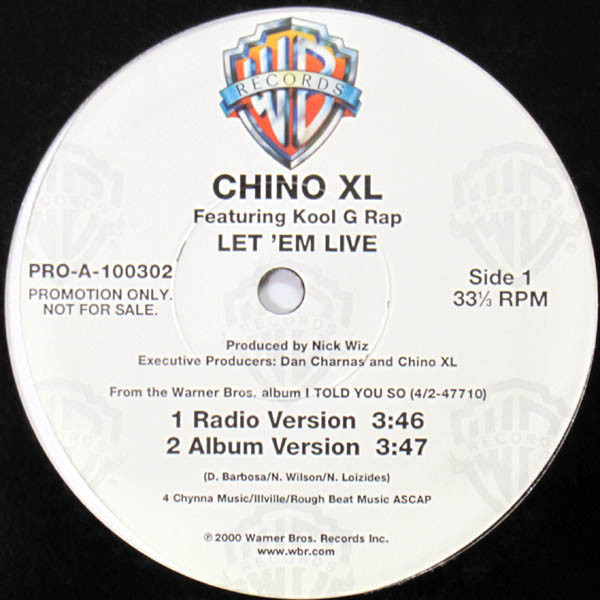 WB
RECORDS
CHINO XL
Featuring Kool G Rap
LET 'EM LIVE
PRO-A-100302
PROMOTION ONLY.
NOT FOR SALE.
Side 1
33⅓ RPM
Produced by Nick Wiz
Executive Producers: Dan Charnas and Chino XL
From the Warner Bros. album I TOLD YOU SO (4/2-47710)
1 Radio Version 3:46
2 Album Version 3:47
(D. Barbosa/N. Wilson/N. Loizides)
4 Chynna Music/Illville/Rough Beat Music ASCAP
℗2000 Warner Bros. Records Inc.
www.wbr.com